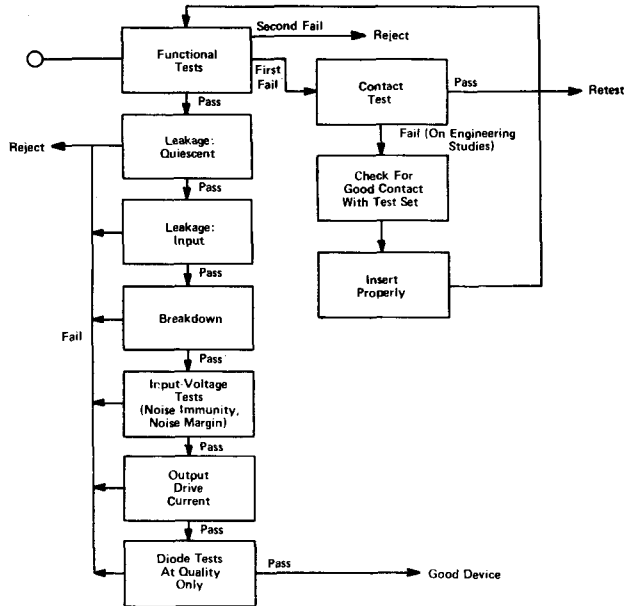 Second Fail
Reject
Functional
Tests
First
Fail
Contact
Test
Pass
Retest
Pass
Fail (On Engineering
Studies)
Reject
Leakage:
Quiescent
Check For
Good Contact
With Test Set
Pass
Leakage:
Input
Insert
Properly
Pass
Breakdown
Fail
Pass
Input-Voltage
Tests
(Noise Immunity,
Noise Margin)
Pass
Output
Drive
Current
Pass
Diode Tests
At Quality
Only
Pass
Good Device